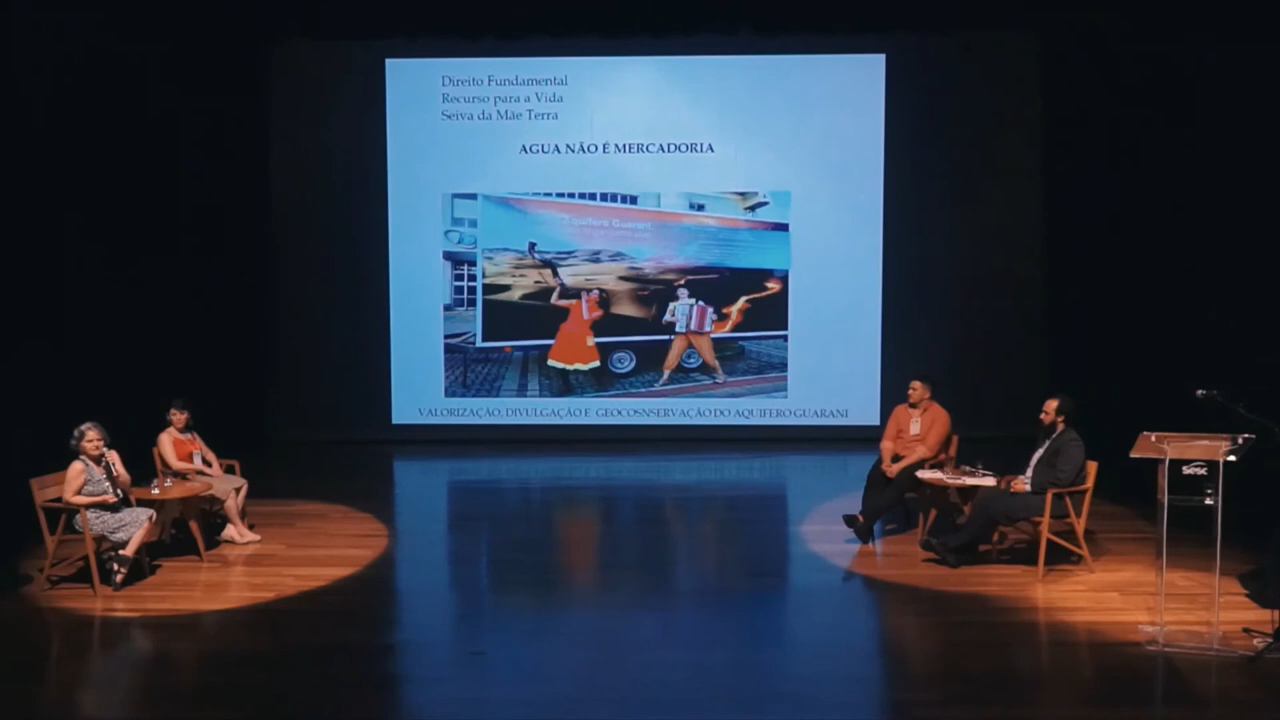 Direito Fundamental
Recurso para a Vida
Seiva da Mãe Terra
AGUA NÃO É MERCADORIA
Aquífero Guarani,
VALORIZAÇÃO, DIVULGAÇÃO E GEOCOSNSERVAÇÃO DO AQUIFERO GUARANI
Sesc